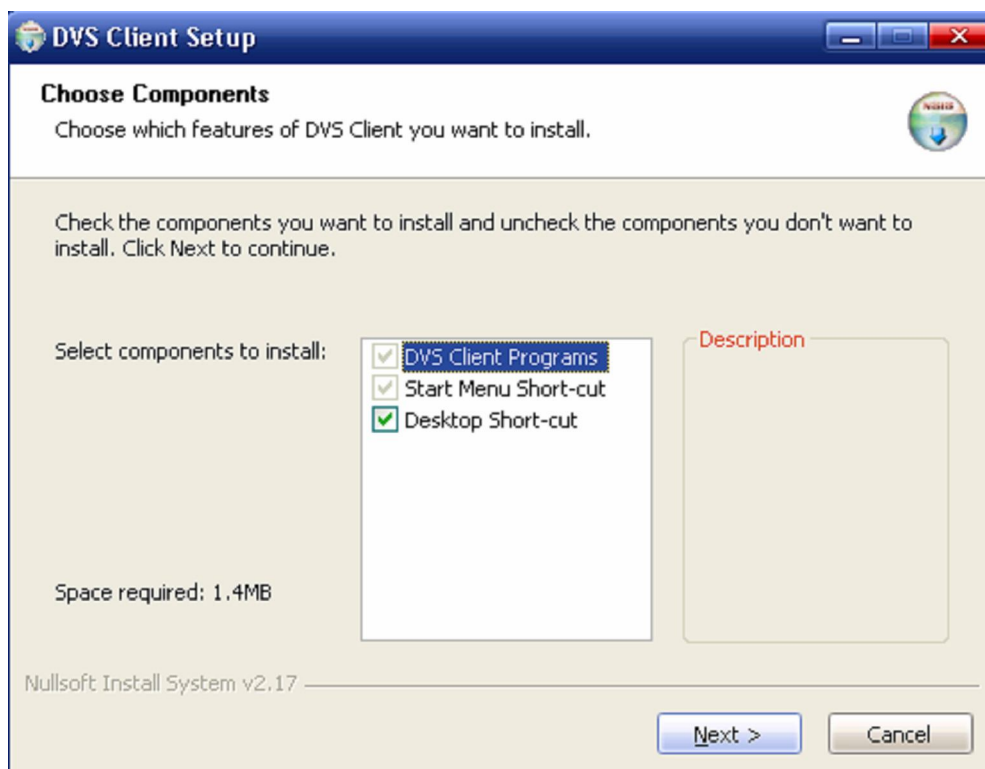 DVS Client Setup
Choose Components
Choose which features of DVS Client you want to install.
Check the components you want to install and uncheck the components you don't want to
install. Click Next to continue.
Select components to install:
DVS Client Programs
Start Menu Short-cut
Desktop Short-cut
Description
Space required: 1.4MB
Nullsoft Install System v2.17
Next >
Cancel